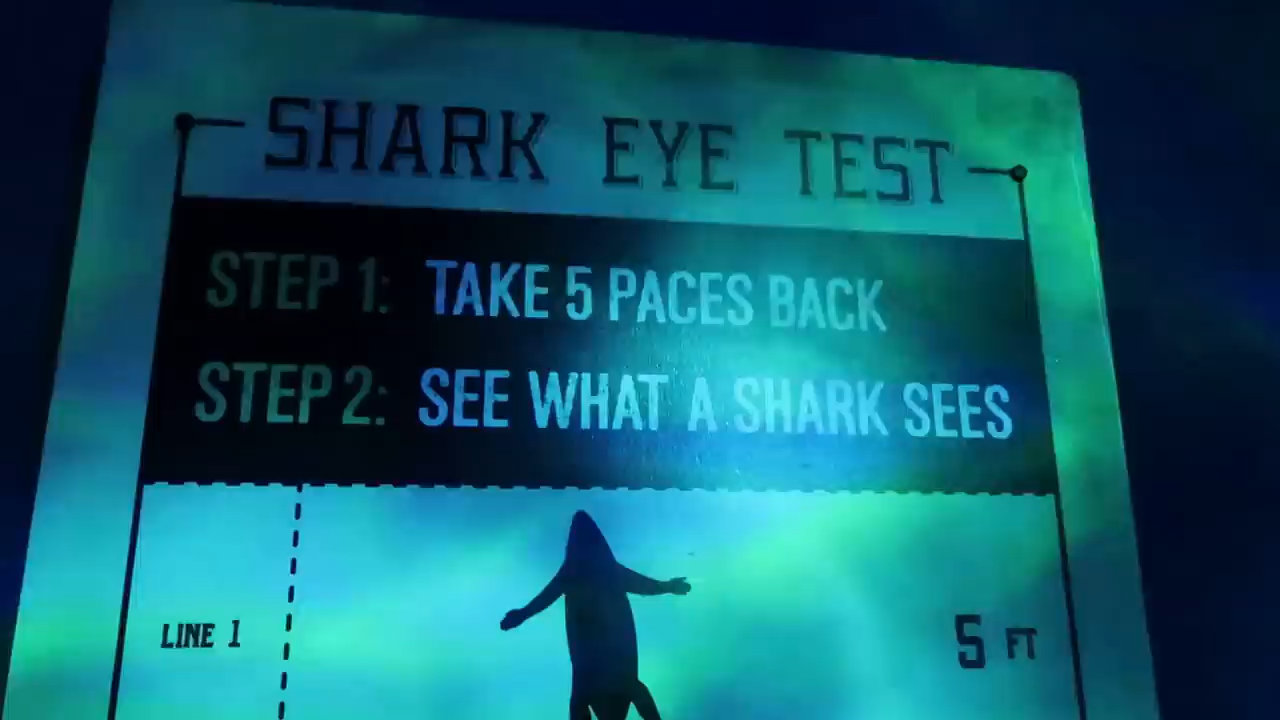 SHARK EYE TEST
STEP 1: TAKE 5 PACES BACK
STEP 2: SEE WHAT A SHARK SEES
LINE 1
5 FT